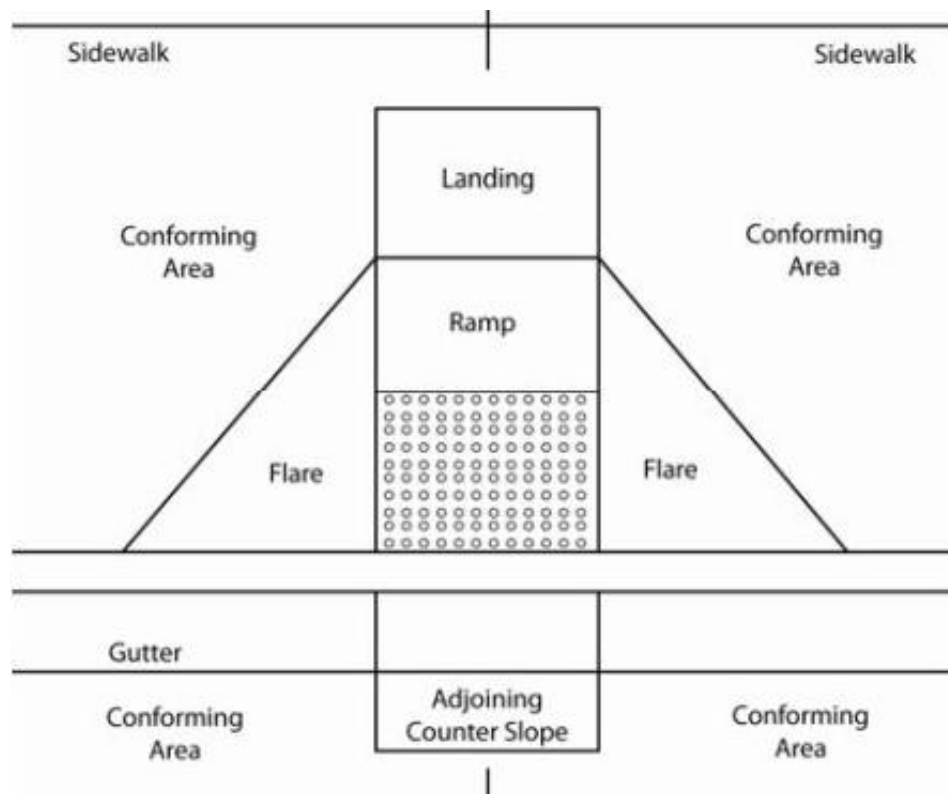 Sidewalk
Sidewalk
Landing
Conforming
Area
Conforming
Area
Ramp
Flare
Flare
Gutter
Conforming
Area
Adjoining
Counter Slope
Conforming
Area